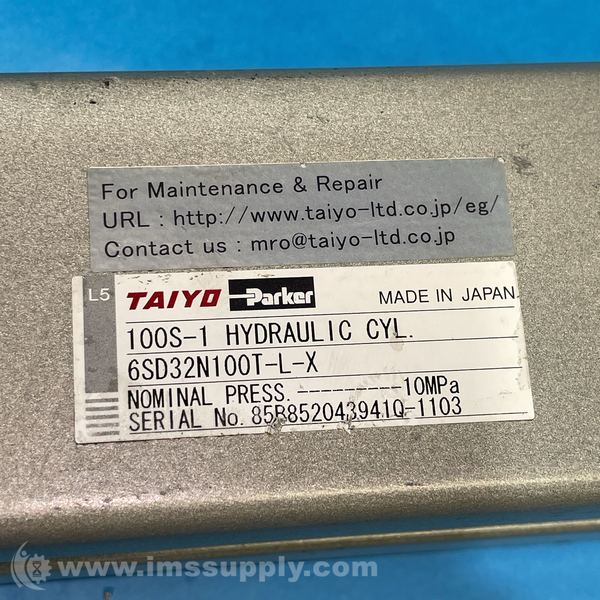 For Maintenance & Repair
URL : http://www.taiyo-ltd.co.jp/eg/
Contact us : mro@taiyo-ltd.co.jp
L5 TAIYO Parker MADE IN JAPAN
100S-1 HYDRAULIC CYL.
6SD32N100T-L-X
NOMINAL PRESS.---------10MPa
SERIAL No. 85B852043941Q-1103
www.imssupply.com